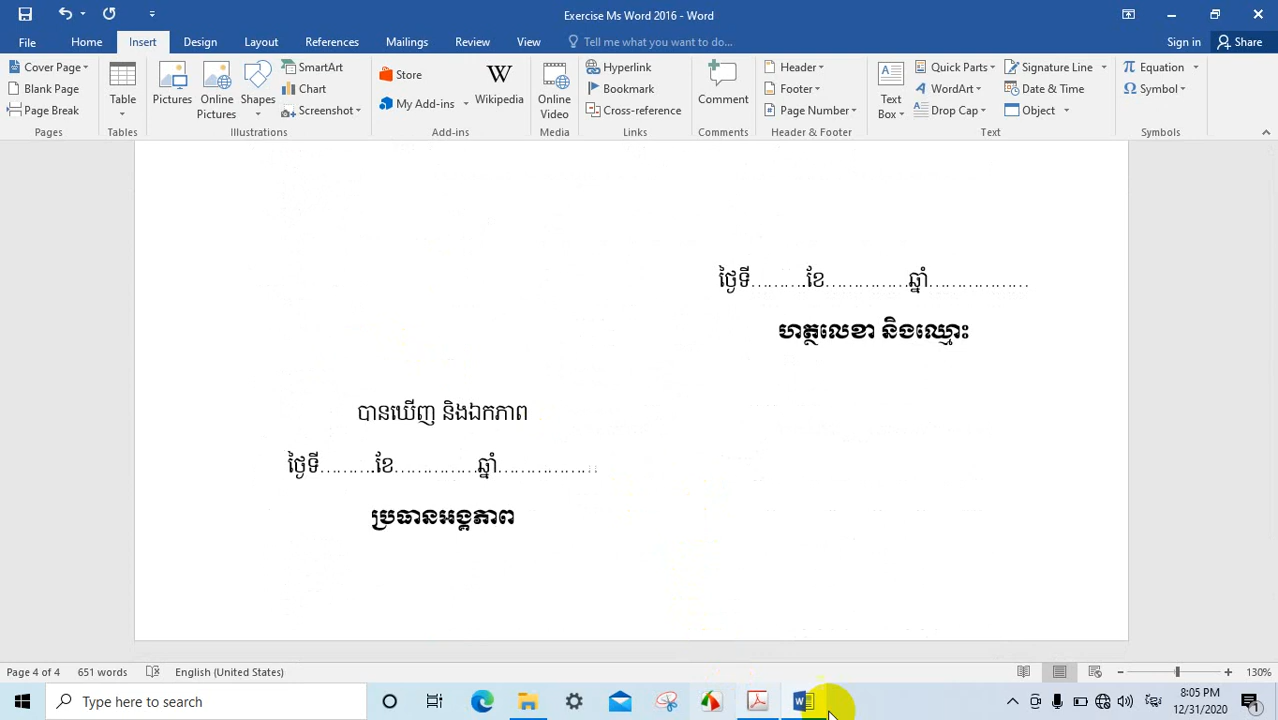 Exercise Ms Word 2016 - Word
File Home Insert Design Layout References Mailings Review View Tell me what you want to do... Sign in Share
Cover Page
Blank Page
Page Break
Pages
Table
Tables
Pictures
Online Pictures
Shapes
SmartArt
Chart
Screenshot
Illustrations
Store
My Add-ins
W
Wikipedia
Add-ins
Online Video
Media
Hyperlink
Bookmark
Cross-reference
Links
Comment
Comments
Header
Footer
Page Number
Header & Footer
Text Box
A
Quick Parts
WordArt
Drop Cap
Signature Line
Date & Time
Object
Text
π Equation
Ω Symbol
Symbols
ថ្ងៃទី..........ខែ...............ឆ្នាំ..................
ហត្ថលេខា និងឈ្មោះ
បានឃើញ និងឯកភាព
ថ្ងៃទី..........ខែ...............ឆ្នាំ..................
ប្រធានអង្គភាព
Page 4 of 4 651 words English (United States) 130%
Type here to search
8:05 PM
12/31/2020
1